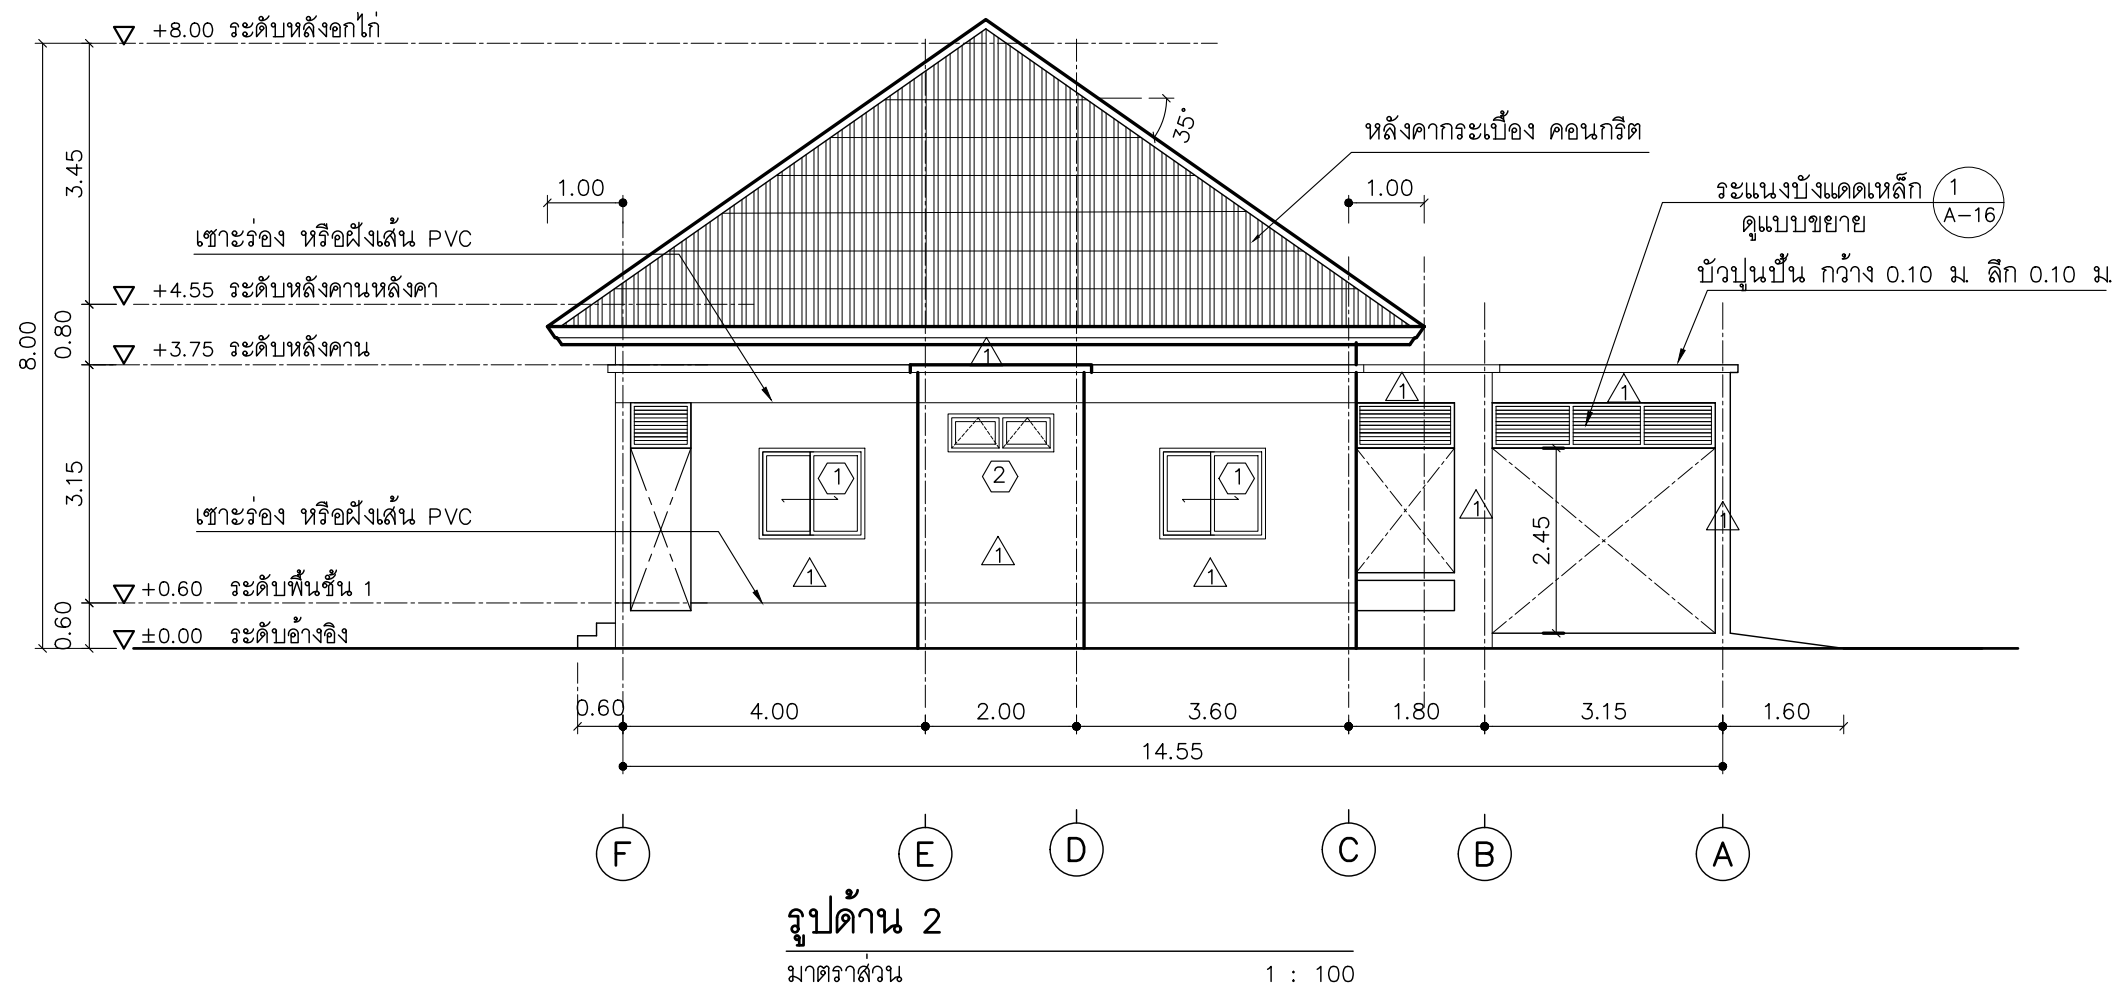 +8.00 ระดับหลังอกไก่
35°
หลังคากระเบื้อง คอนกรีต
3.45
1.00
1.00
ระแนงบังแดดเหล็ก
ดูแบบขยาย
1
A-16
เซาะร่อง หรือฝังเส้น PVC
บัวปูนปั้น กว้าง 0.10 ม. ลึก 0.10 ม.
+4.55 ระดับหลังคานหลังคา
8.00
0.80
+3.75 ระดับหลังคาน
1
1
1
3.15
1
2
1
1
1
2.45
เซาะร่อง หรือฝังเส้น PVC
1
1
1
+0.60 ระดับพื้นชั้น 1
0.60
±0.00 ระดับอ้างอิง
0.60
4.00
2.00
3.60
1.80
3.15
1.60
14.55
F
E
D
C
B
A
รูปด้าน 2
มาตราส่วน 1 : 100